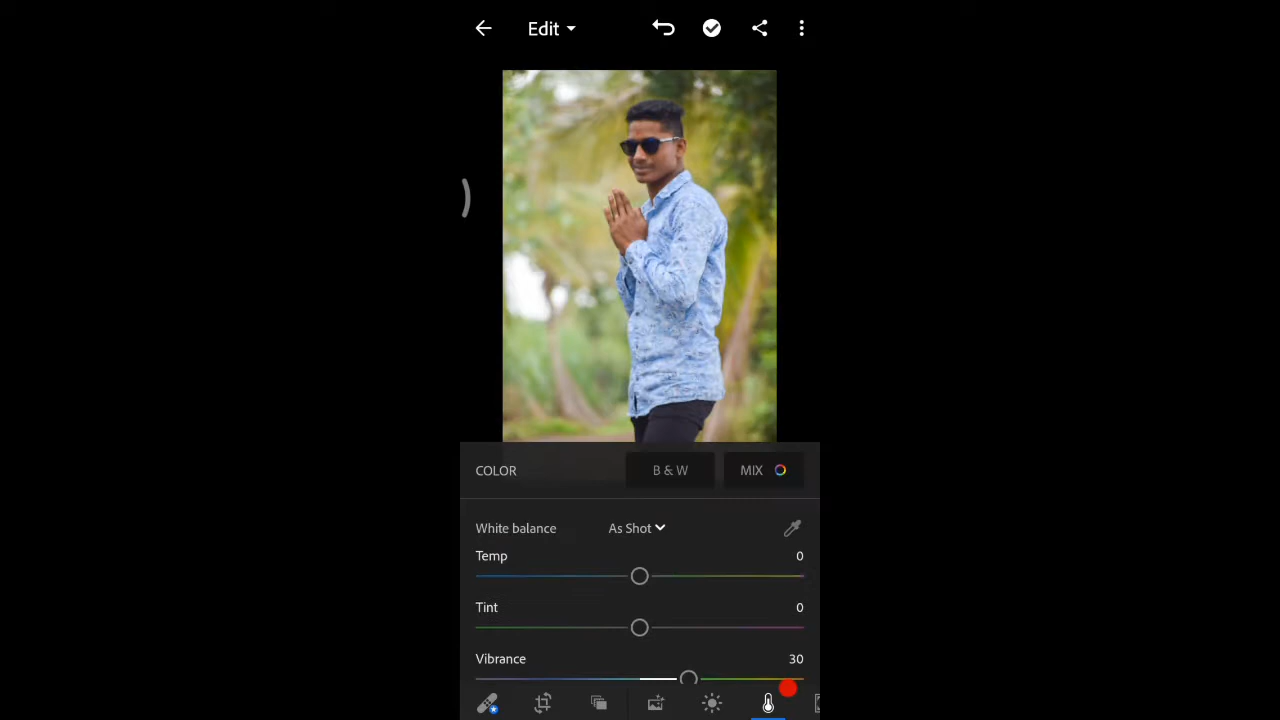 Edit
COLOR B & W MIX
White balance As Shot
Temp 0
Tint 0
Vibrance 30